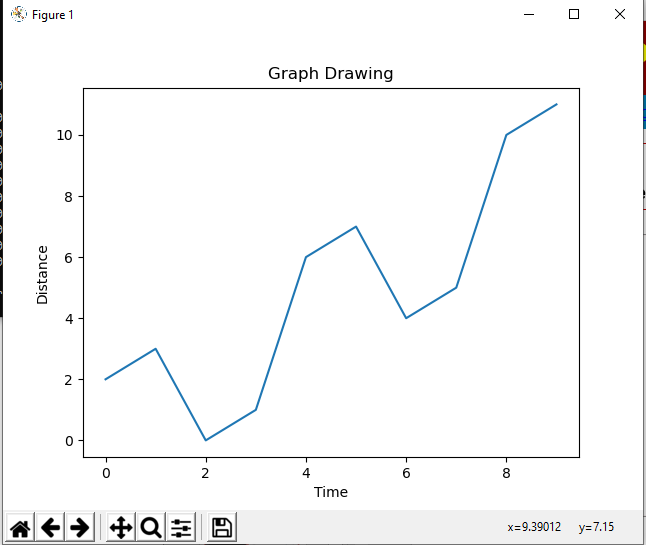 Figure 1
Graph Drawing
10
8
6
4
2
0
Distance
0 2 4 6 8
Time
x=9.39012 y=7.15